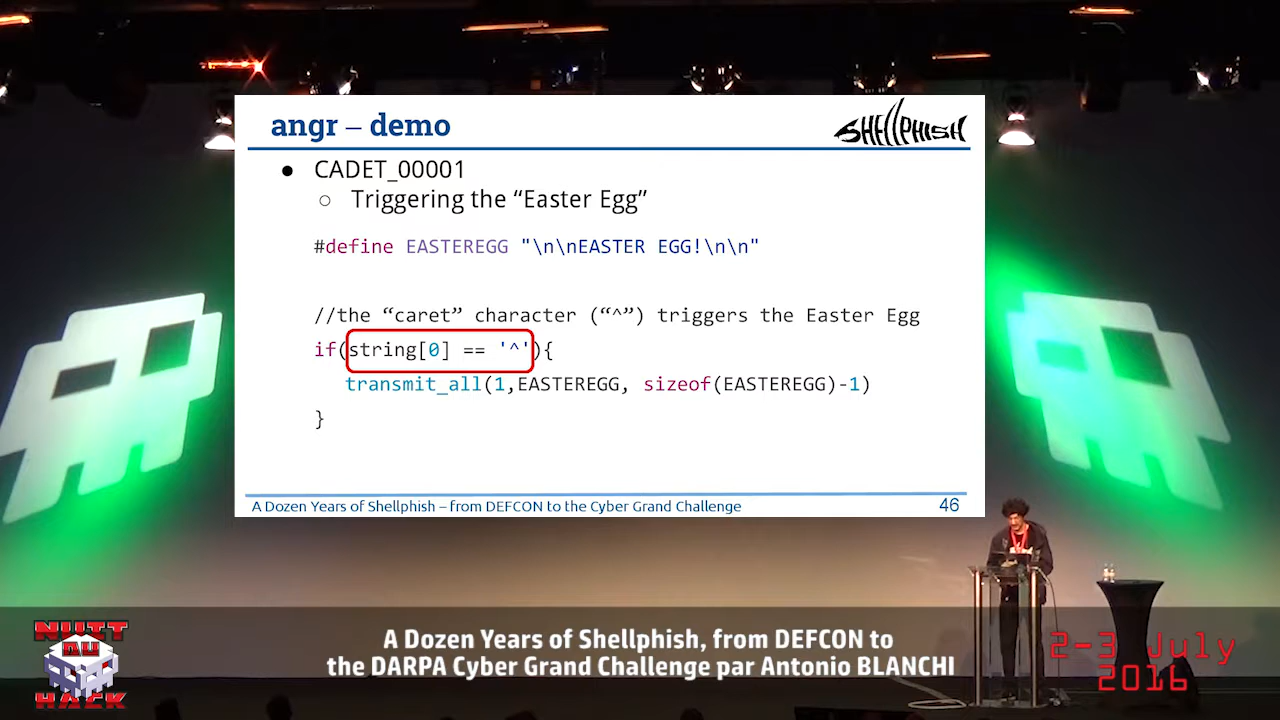 angr – demo
SHELLPHISH
● CADET_00001
○ Triggering the “Easter Egg”
#define EASTEREGG "\n\nEASTER EGG!\n\n"
//the “caret” character (“^”) triggers the Easter Egg
if(string[0] == '^'){
transmit_all(1,EASTEREGG, sizeof(EASTEREGG)-1)
}
A Dozen Years of Shellphish – from DEFCON to the Cyber Grand Challenge 46
NUIT
DU
HACK
A Dozen Years of Shellphish, from DEFCON to
the DARPA Cyber Grand Challenge par Antonio BLANCHI
2-3 July
2016